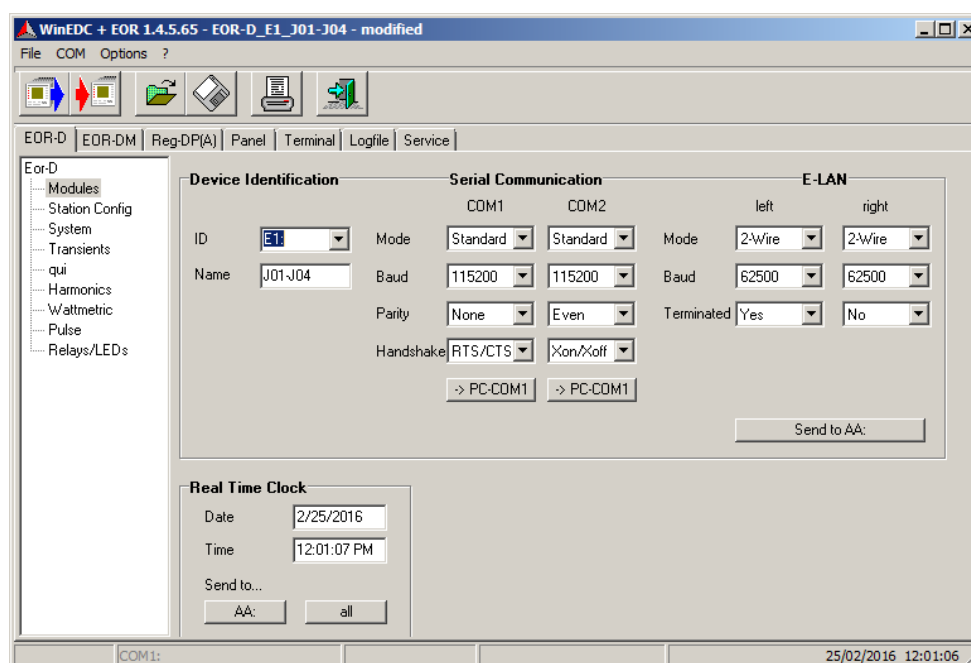 WinEDC + EOR 1.4.5.65 - EOR-D_E1_J01-J04 - modified
File COM Options ?
EOR-D EOR-DM Reg-DP(A) Panel Terminal Logfile Service
Eor-D
Modules
Station Config
System
Transients
qui
Harmonics
Wattmetric
Pulse
Relays/LEDs
Device Identification Serial Communication E-LAN
COM1 COM2 left right
ID E1: Mode Standard Standard Mode 2-Wire 2-Wire
Name J01-J04 Baud 115200 115200 Baud 62500 62500
Parity None Even Terminated Yes No
Handshake RTS/CTS Xon/Xoff
-> PC-COM1 -> PC-COM1
Send to AA:
Real Time Clock
Date 2/25/2016
Time 12:01:07 PM
Send to...
AA: all
COM1: 25/02/2016 12:01:06